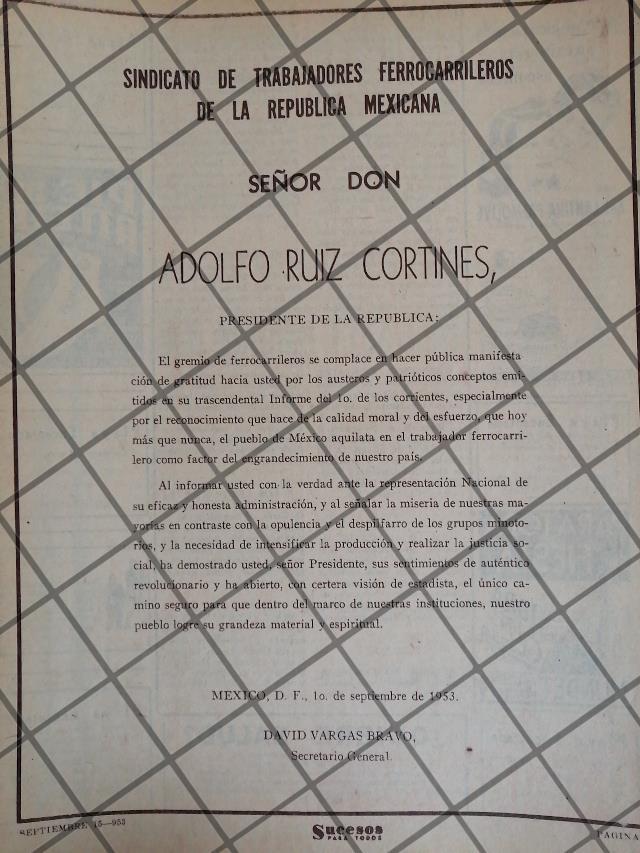 SINDICATO DE TRABAJADORES FERROCARRILEROS
DE LA REPUBLICA MEXICANA
SEÑOR DON
ADOLFO RUIZ CORTINES,
PRESIDENTE DE LA REPUBLICA:
El gremio de ferrocarrileros se complace en hacer pública manifesta
ción de gratitud hacia usted por los austeros y patrióticos conceptos emi-
tidos en su trascendental Informe del 1o. de los corrientes, especialmente
por el reconocimiento que hace de la calidad moral y del esfuerzo, que hoy
más que nunca, el pueblo de México aquilata en el trabajador ferrocarri-
lero como factor del engrandecimiento de nuestro país.
Al informar usted con la verdad ante la representación Nacional de
su eficaz y honesta administración, y al señalar la miseria de nuestras ma-
yorías en contraste con la opulencia y el despilfarro de los grupos minoto-
rios, y la necesidad de intensificar la producción y realizar la justicia so-
cial, ha demostrado usted, señor Presidente, sus sentimientos de auténtico
revolucionario y ha abierto, con certera visión de estadista, el único ca-
mino seguro para que dentro del marco de nuestras instituciones, nuestro
pueblo logre su grandeza material y espiritual.
MEXICO, D. F., 1o. de septiembre de 1953.
DAVID VARGAS BRAVO,
Secretario General.
SEPTIEMBRE 15—953
Sucesos
PARA TODOS
PAGINA